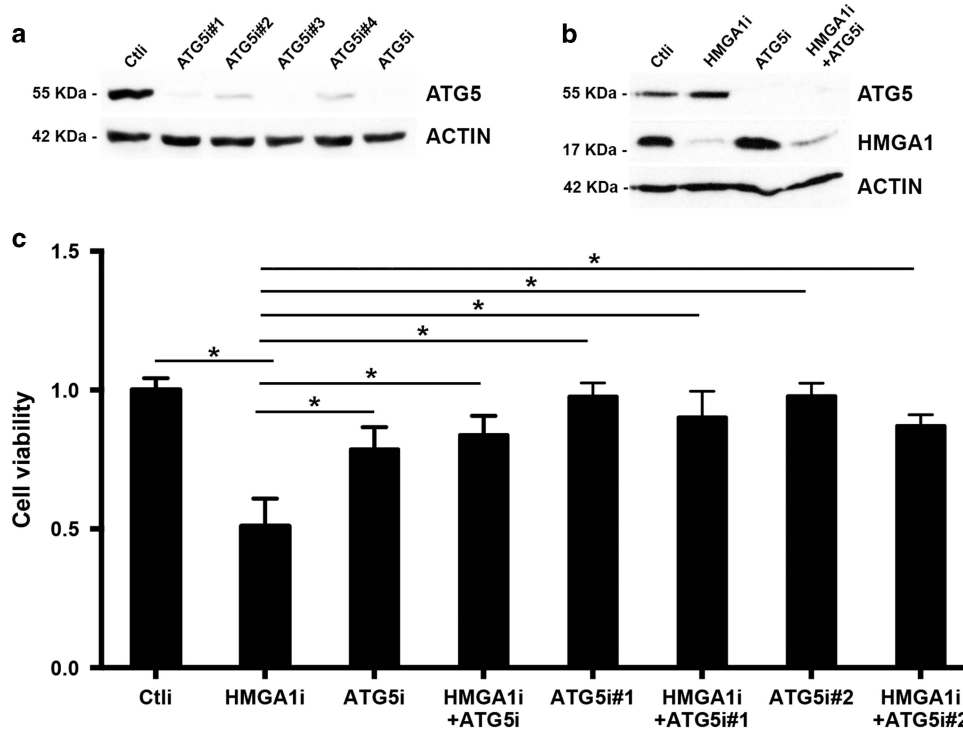 a
Ctli ATG5i#1 ATG5i#2 ATG5i#3 ATG5i#4 ATG5i
55 KDa - ATG5
42 KDa - ACTIN
b
Ctli HMGA1i ATG5i HMGA1i
+ATG5i
55 KDa - ATG5
17 KDa - HMGA1
42 KDa - ACTIN
c
Cell viability
1.5
1.0
0.5
0.0
*
*
*
*
*
*
*
Ctli HMGA1i ATG5i HMGA1i ATG5i#1 HMGA1i ATG5i#2 HMGA1i
+ATG5i +ATG5i#1 +ATG5i#2